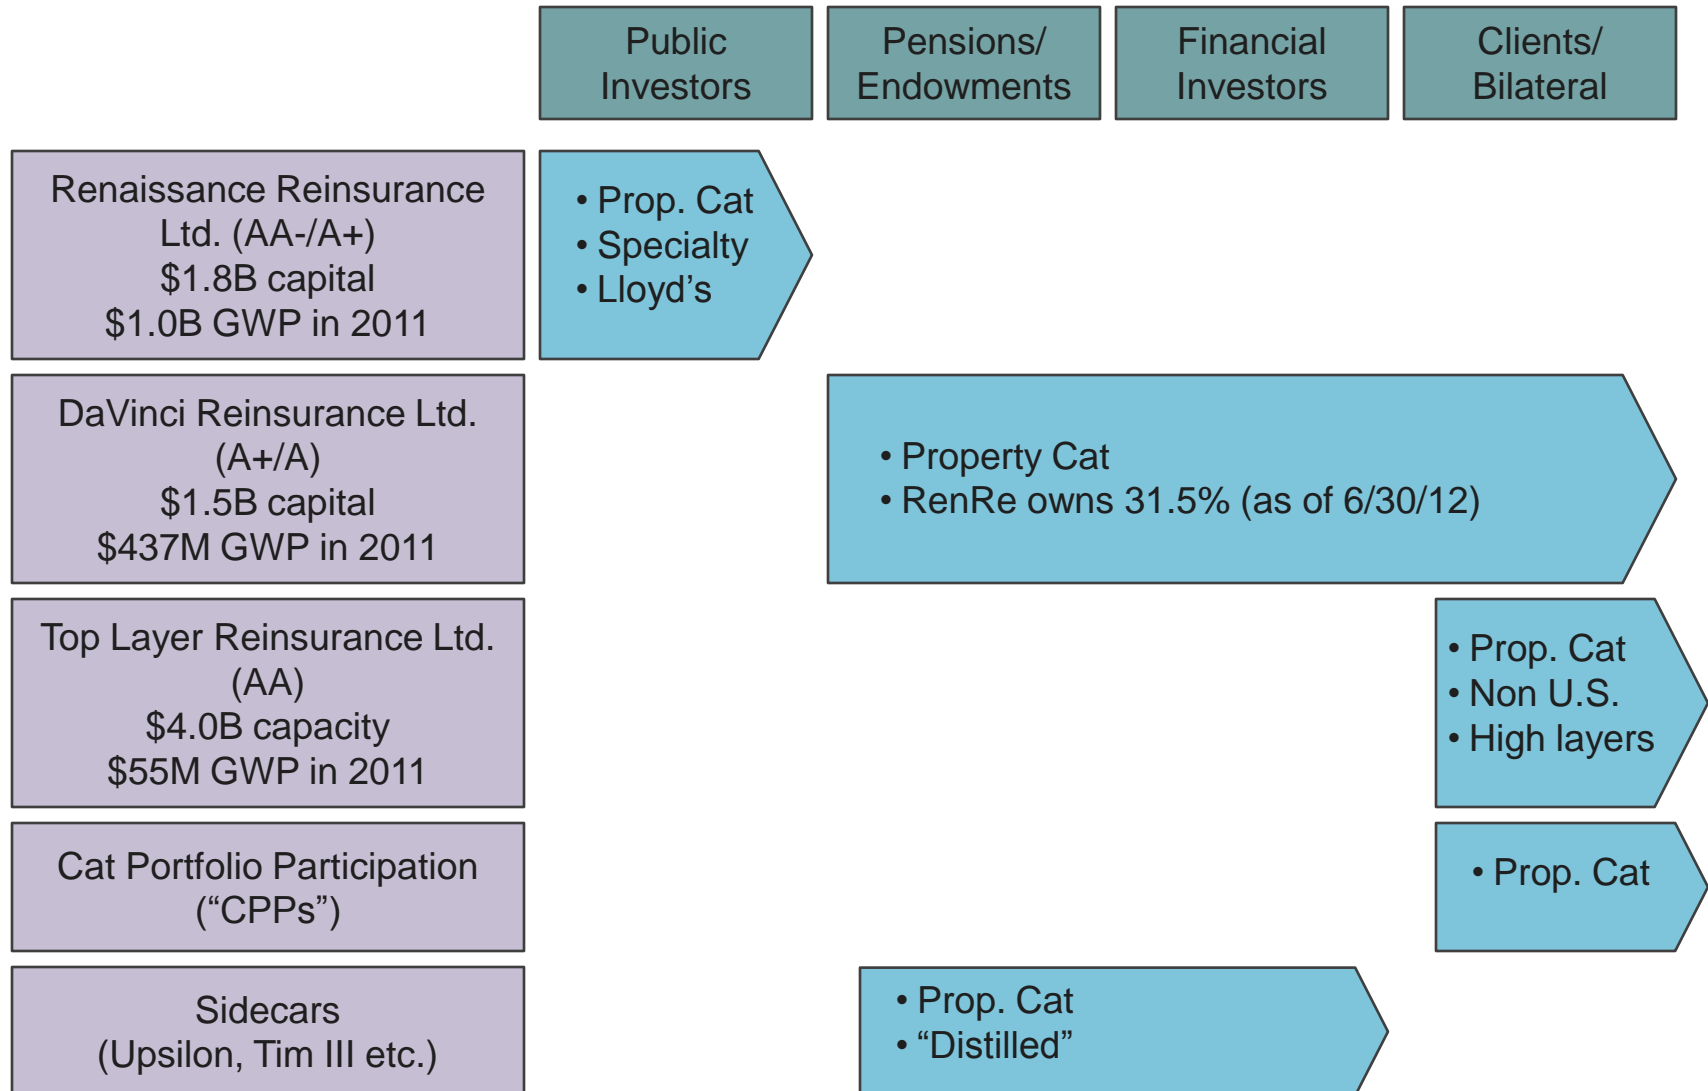 Public
Investors
Pensions/
Endowments
Financial
Investors
Clients/
Bilateral
Renaissance Reinsurance
Ltd. (AA-/A+)
$1.8B capital
$1.0B GWP in 2011
• Prop. Cat
• Specialty
• Lloyd’s
DaVinci Reinsurance Ltd.
(A+/A)
$1.5B capital
$437M GWP in 2011
• Property Cat
• RenRe owns 31.5% (as of 6/30/12)
Top Layer Reinsurance Ltd.
(AA)
$4.0B capacity
$55M GWP in 2011
• Prop. Cat
• Non U.S.
• High layers
Cat Portfolio Participation
(“CPPs”)
• Prop. Cat
Sidecars
(Upsilon, Tim III etc.)
• Prop. Cat
• “Distilled”